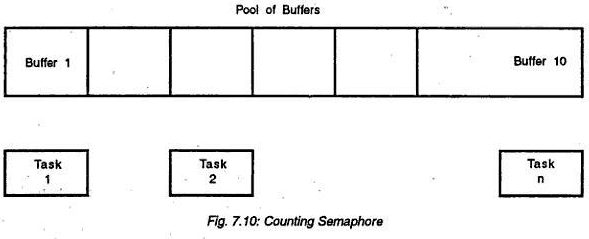 Pool of Buffers
Buffer 1
Buffer 10
Task
1
Task
2
Task
n
Fig. 7.10: Counting Semaphore